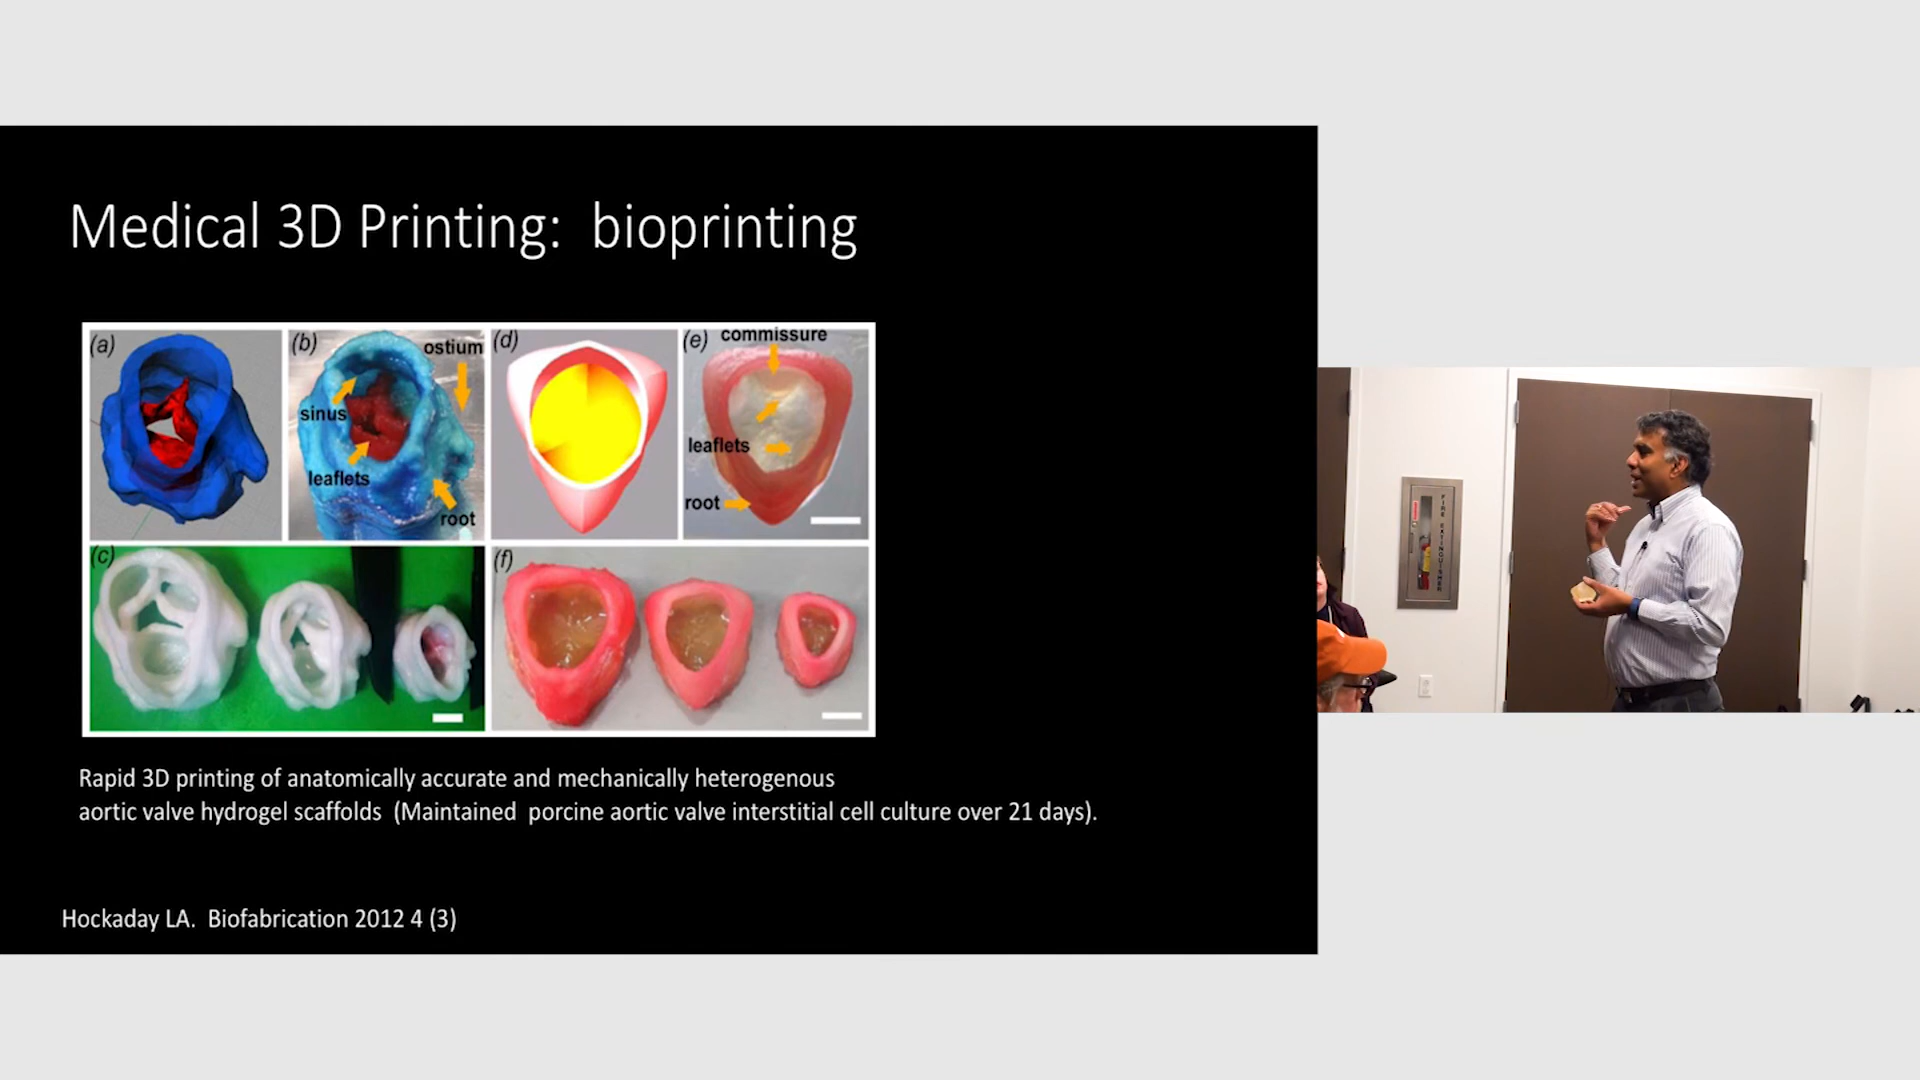 Medical 3D Printing: bioprinting
(a)
(b)
ostium
sinus
leaflets
root
(d)
(e)
commissure
leaflets
root
(c)
(f)
Rapid 3D printing of anatomically accurate and mechanically heterogenous
aortic valve hydrogel scaffolds (Maintained porcine aortic valve interstitial cell culture over 21 days).
Hockaday LA. Biofabrication 2012 4 (3)
FIRE EXTINGUISHER